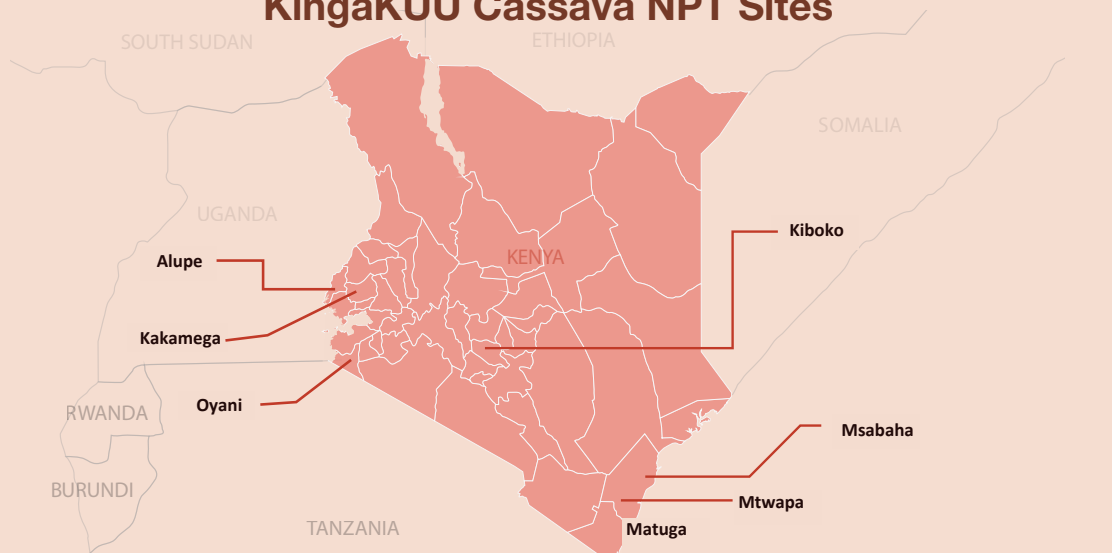 KingaKUU Cassava NPT Sites
SOUTH SUDAN
ETHIOPIA
SOMALIA
UGANDA
Kiboko
KENYA
Alupe
Kakamega
Oyani
RWANDA
Msabaha
BURUNDI
Mtwapa
TANZANIA
Matuga